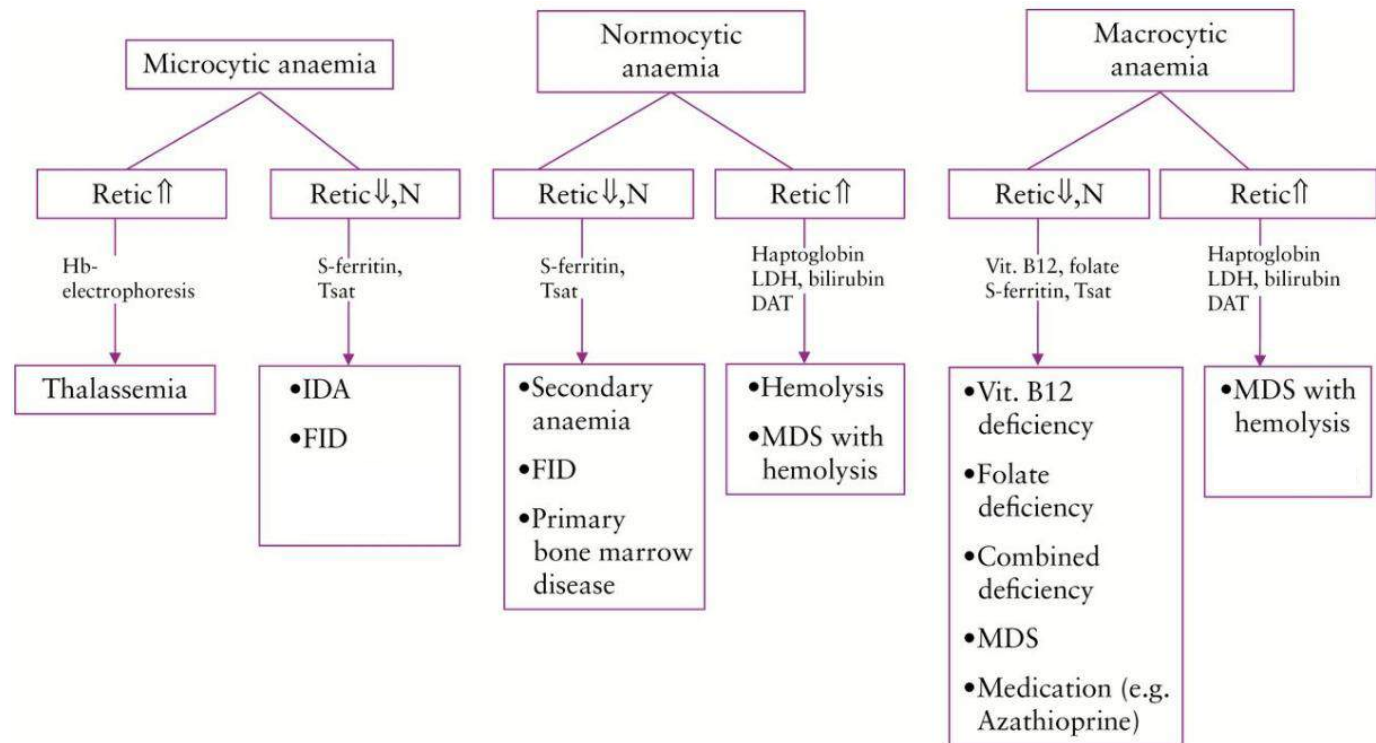 Microcytic anaemia
Normocytic
anaemia
Macrocytic
anaemia
Retic⇑
Retic⇓,N
Retic⇓,N
Retic⇑
Retic⇓,N
Retic⇑
Hb-
electrophoresis
S-ferritin,
Tsat
S-ferritin,
Tsat
Haptoglobin
LDH, bilirubin
DAT
Vit. B12, folate
S-ferritin, Tsat
Haptoglobin
LDH, bilirubin
DAT
Thalassemia
•IDA
•FID
•Secondary
anaemia
•FID
•Primary
bone marrow
disease
•Hemolysis
•MDS with
hemolysis
•Vit. B12
deficiency
•Folate
deficiency
•Combined
deficiency
•MDS
•Medication (e.g.
Azathioprine)
•MDS with
hemolysis